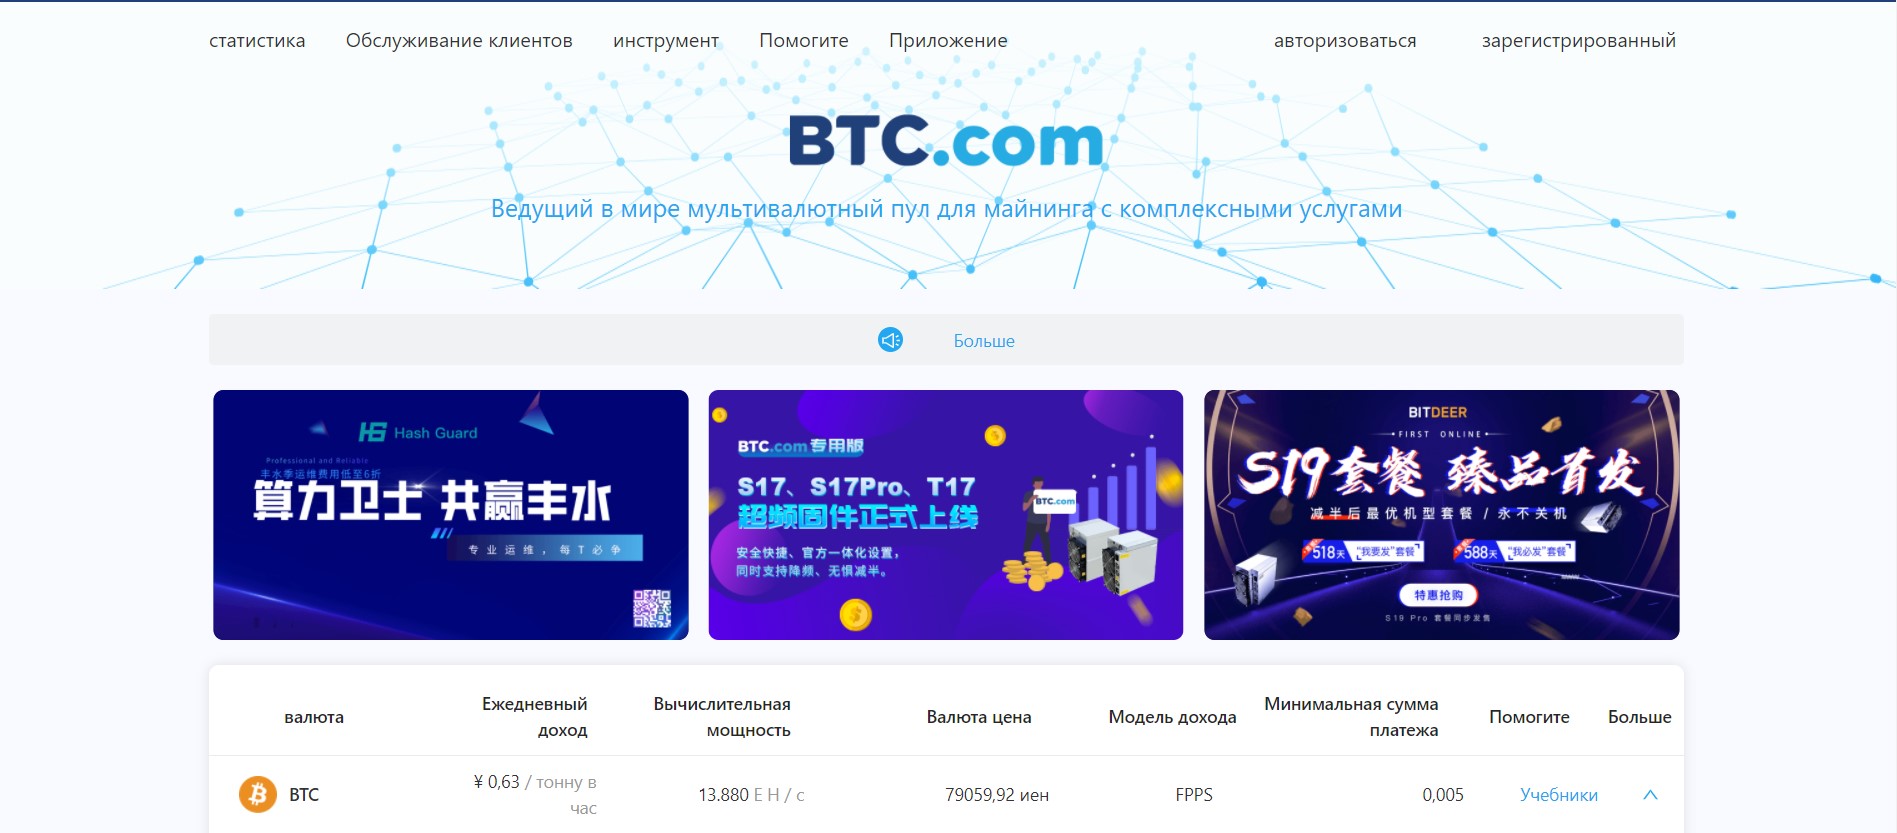 статистика Обслуживание клиентов инструмент Помогите Приложение авторизоваться зарегистрированный
BTC.com
Ведущий в мире мультивалютный пул для майнинга с комплексными услугами
Больше
Hash Guard
Professional and Reliable
丰水季运维费用低至6折
算力卫士 共赢丰水
专业运维，每T必争
BTC.com 专用版
S17、S17Pro、T17
超频固件正式上线
安全快捷、官方一体化设置，
同时支持降频、无惧减半。
BTC.com
BITDEER
FIRST ONLINE
S19套餐 臻品首发
减半后最优机型套餐 / 永不关机
518天 "我要发"套餐
588天 "我必发"套餐
特惠抢购
S19 Pro 套餐同步发售
валюта Ежедневный доход Вычислительная мощность Валюта цена Модель дохода Минимальная сумма платежа Помогите Больше
BTC ¥ 0,63 / тонну в час 13.880 E H / с 79059,92 иен FPPS 0,005 Учебники